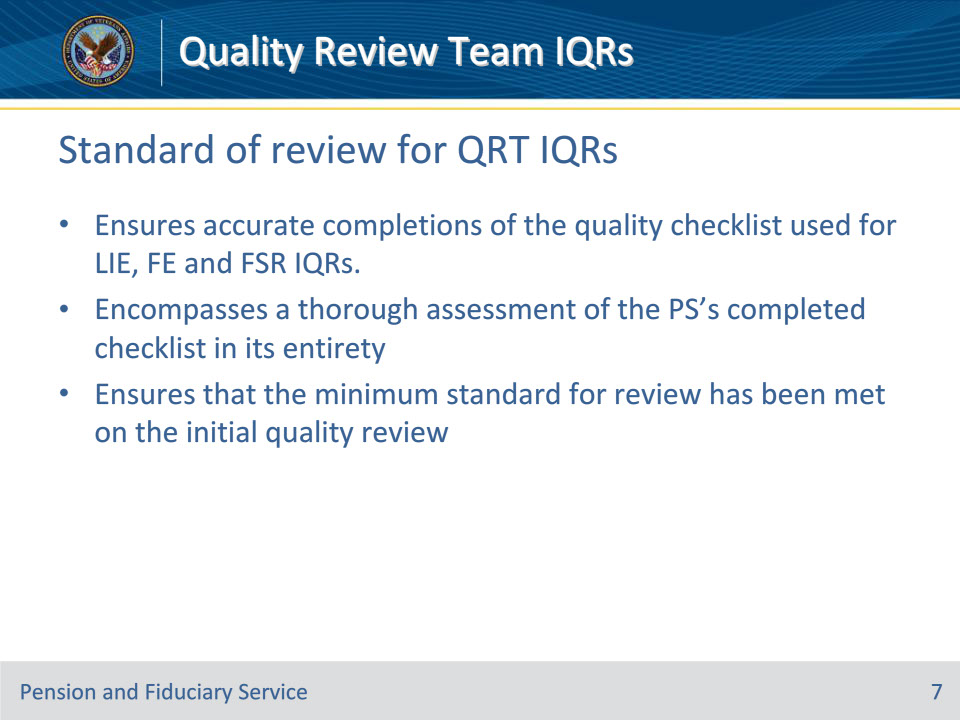 Quality Review Team IQRs
Standard of review for QRT IQRs
• Ensures accurate completions of the quality checklist used for
LIE, FE and FSR IQRs.
• Encompasses a thorough assessment of the PS’s completed
checklist in its entirety
• Ensures that the minimum standard for review has been met
on the initial quality review
Pension and Fiduciary Service
7